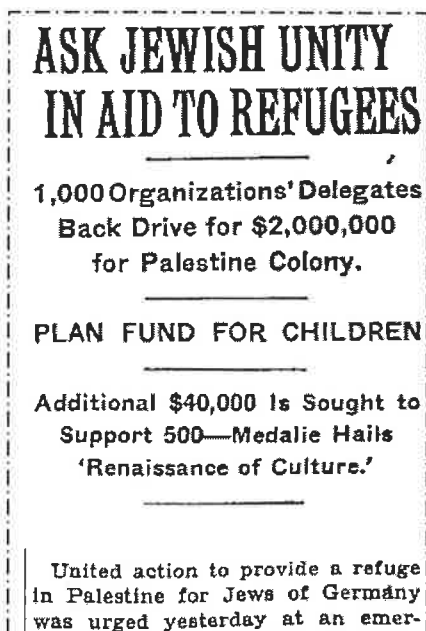 ASK JEWISH UNITY
IN AID TO REFUGEES
1,000 Organizations' Delegates
Back Drive for $2,000,000
for Palestine Colony.
PLAN FUND FOR CHILDREN
Additional $40,000 Is Sought to
Support 500—Medalie Hails
'Renaissance of Culture.'
United action to provide a refuge
in Palestine for Jews of Germany
was urged yesterday at an emer-